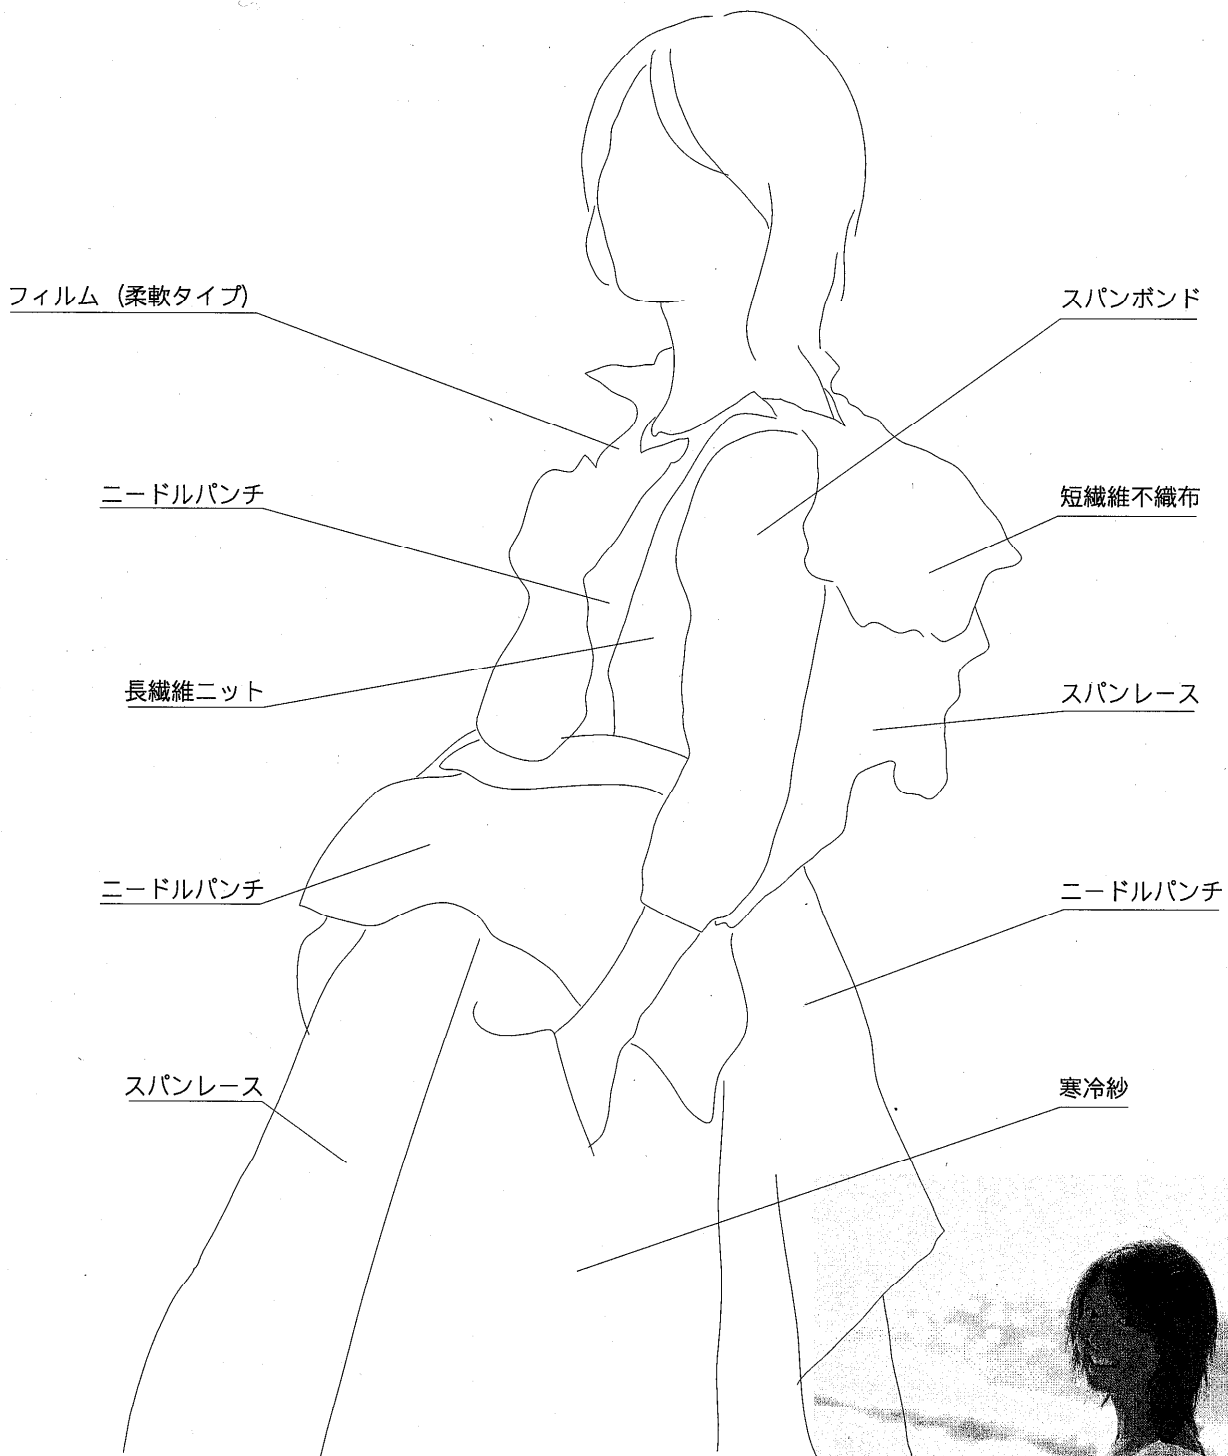 フィルム（柔軟タイプ）
スパンボンド
ニードルパンチ
短繊維不織布
長繊維ニット
スパンレース
ニードルパンチ
ニードルパンチ
スパンレース
寒冷紗